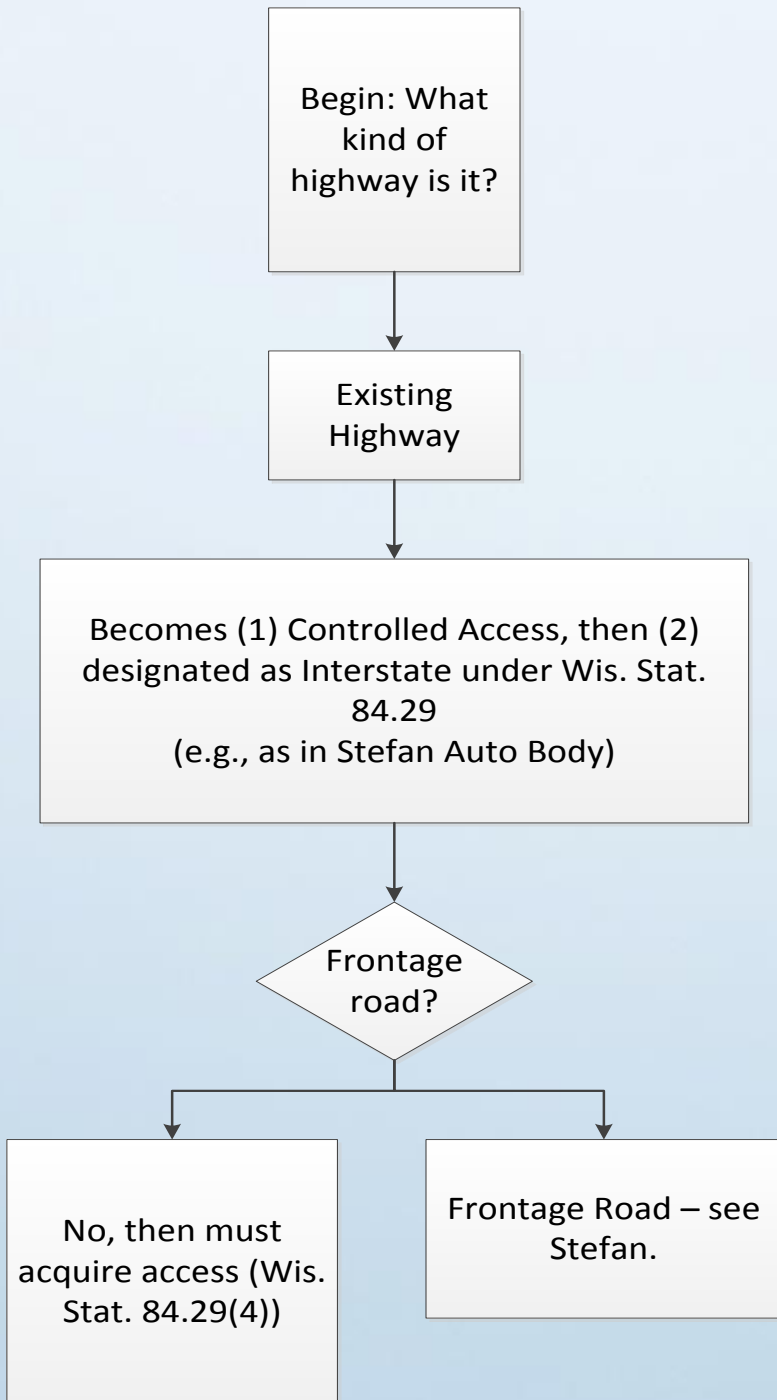 Begin: What
kind of
highway is it?
Existing
Highway
Becomes (1) Controlled Access, then (2)
designated as Interstate under Wis. Stat.
84.29
(e.g., as in Stefan Auto Body)
Frontage
road?
No, then must
acquire access (Wis.
Stat. 84.29(4))
Frontage Road – see
Stefan.